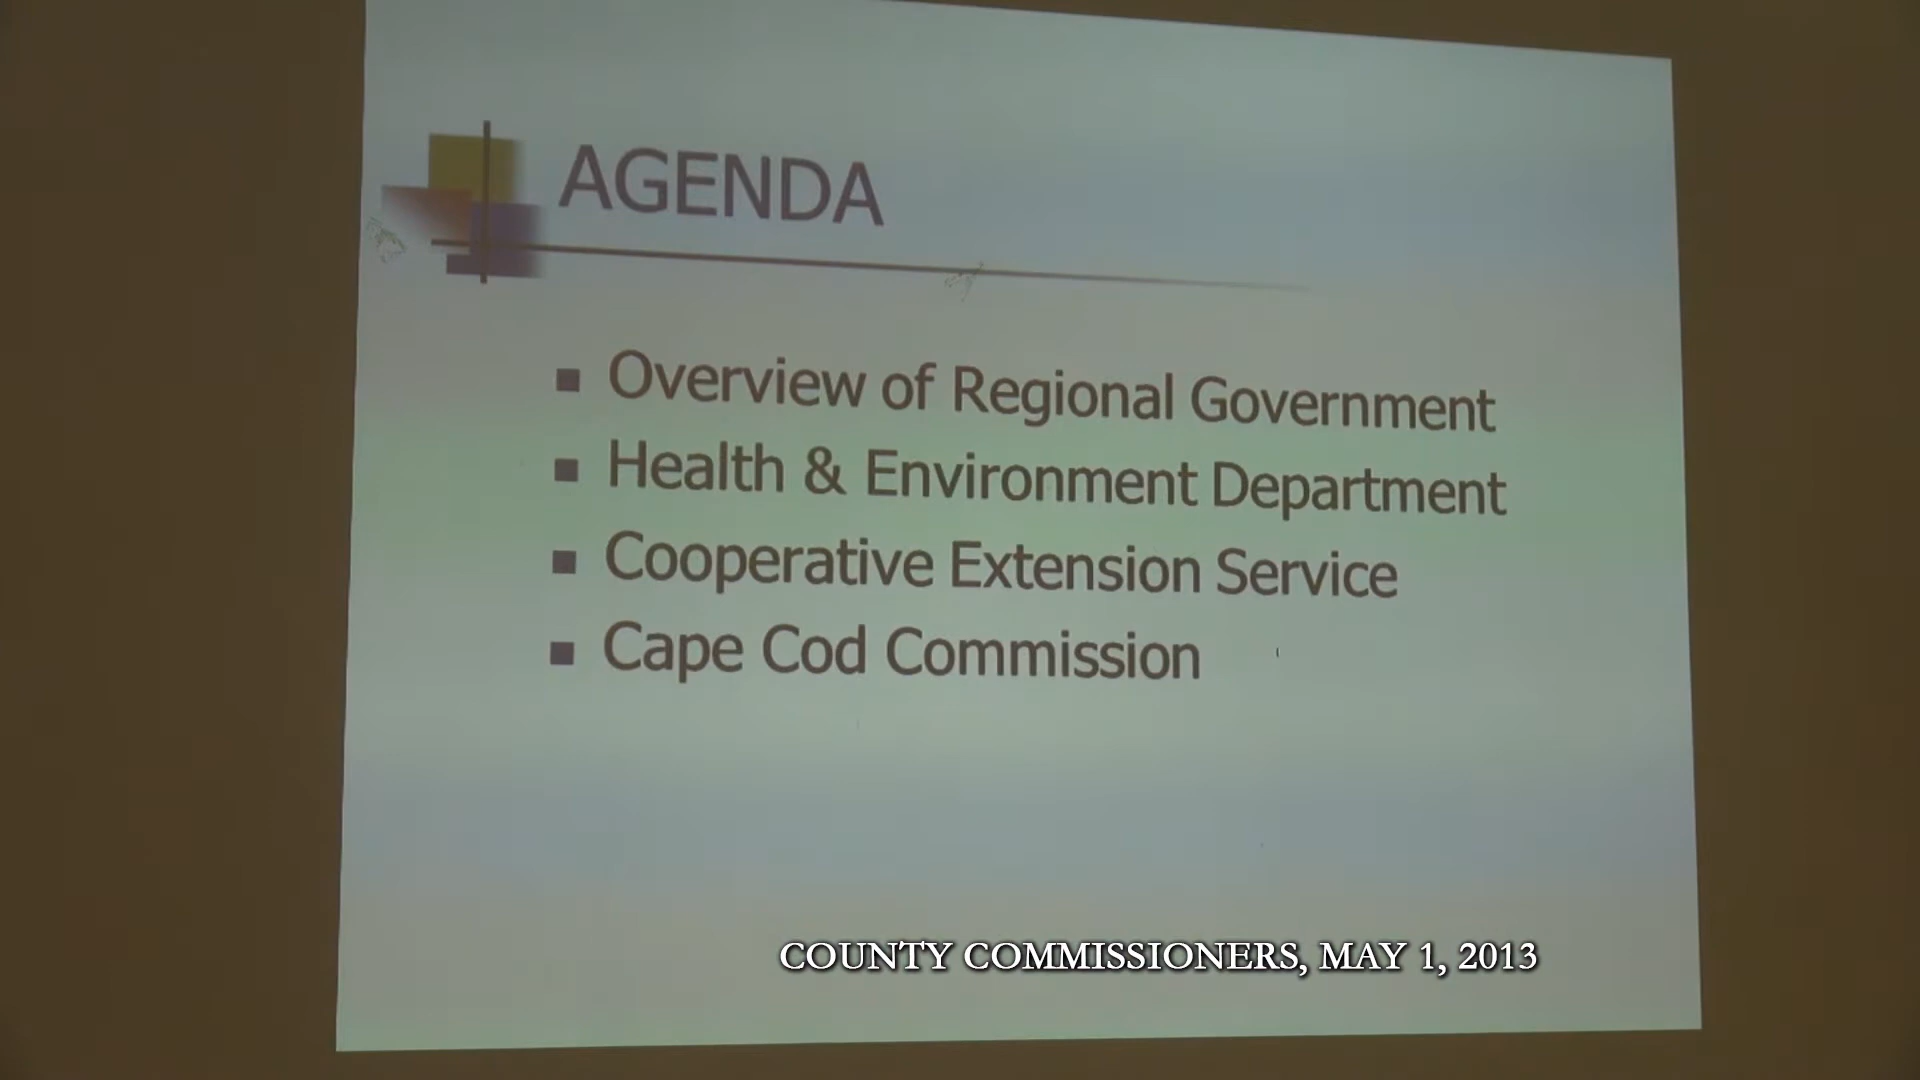 AGENDA
Overview of Regional Government
Health & Environment Department
Cooperative Extension Service
Cape Cod Commission
COUNTY COMMISSIONERS, MAY 1, 2013